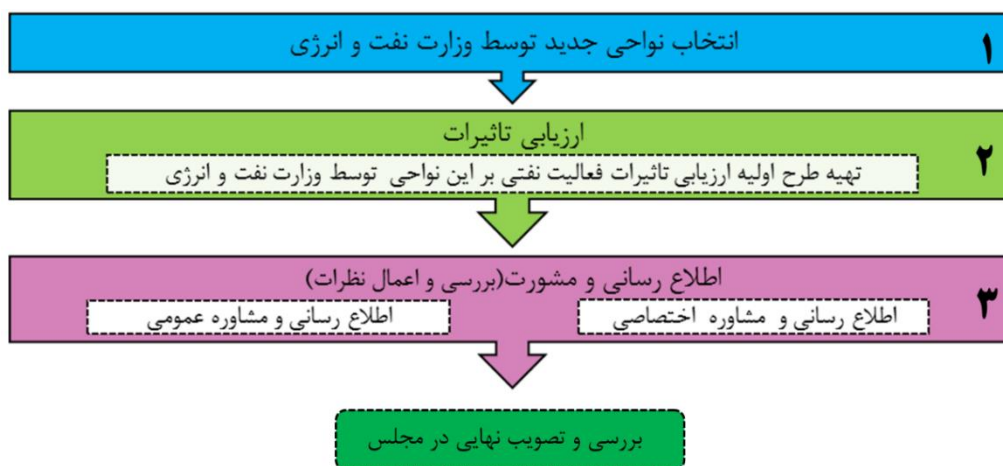 ۱
انتخاب نواحی جدید توسط وزارت نفت و انرژی
۲
ارزیابی تاثیرات
تهیه طرح اولیه ارزیابی تاثیرات فعالیت نفتی بر این نواحی توسط وزارت نفت و انرژی
۳
اطلاع رسانی و مشورت(بررسی و اعمال نظرات)
اطلاع رسانی و مشاوره اختصاصی
اطلاع رسانی و مشاوره عمومی
بررسی و تصویب نهایی در مجلس